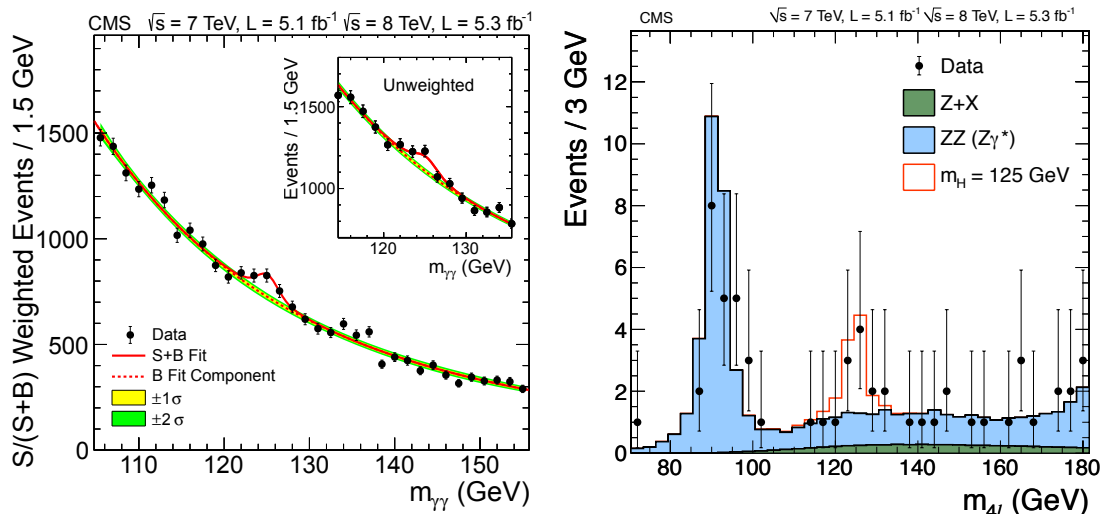 CMS √s = 7 TeV, L = 5.1 fb⁻¹ √s = 8 TeV, L = 5.3 fb⁻¹
S/(S+B) Weighted Events / 1.5 GeV
1500
1000
500
0
110 120 130 140 150
mγγ (GeV)
Data
S+B Fit
B Fit Component
±1σ
±2 σ
Unweighted
Events / 1.5 GeV
1500
1000
120 130
mγγ (GeV)
CMS √s = 7 TeV, L = 5.1 fb⁻¹ √s = 8 TeV, L = 5.3 fb⁻¹
Events / 3 GeV
12
10
8
6
4
2
0
80 100 120 140 160 180
m4l (GeV)
Data
Z+X
ZZ (Zγ*)
mH = 125 GeV